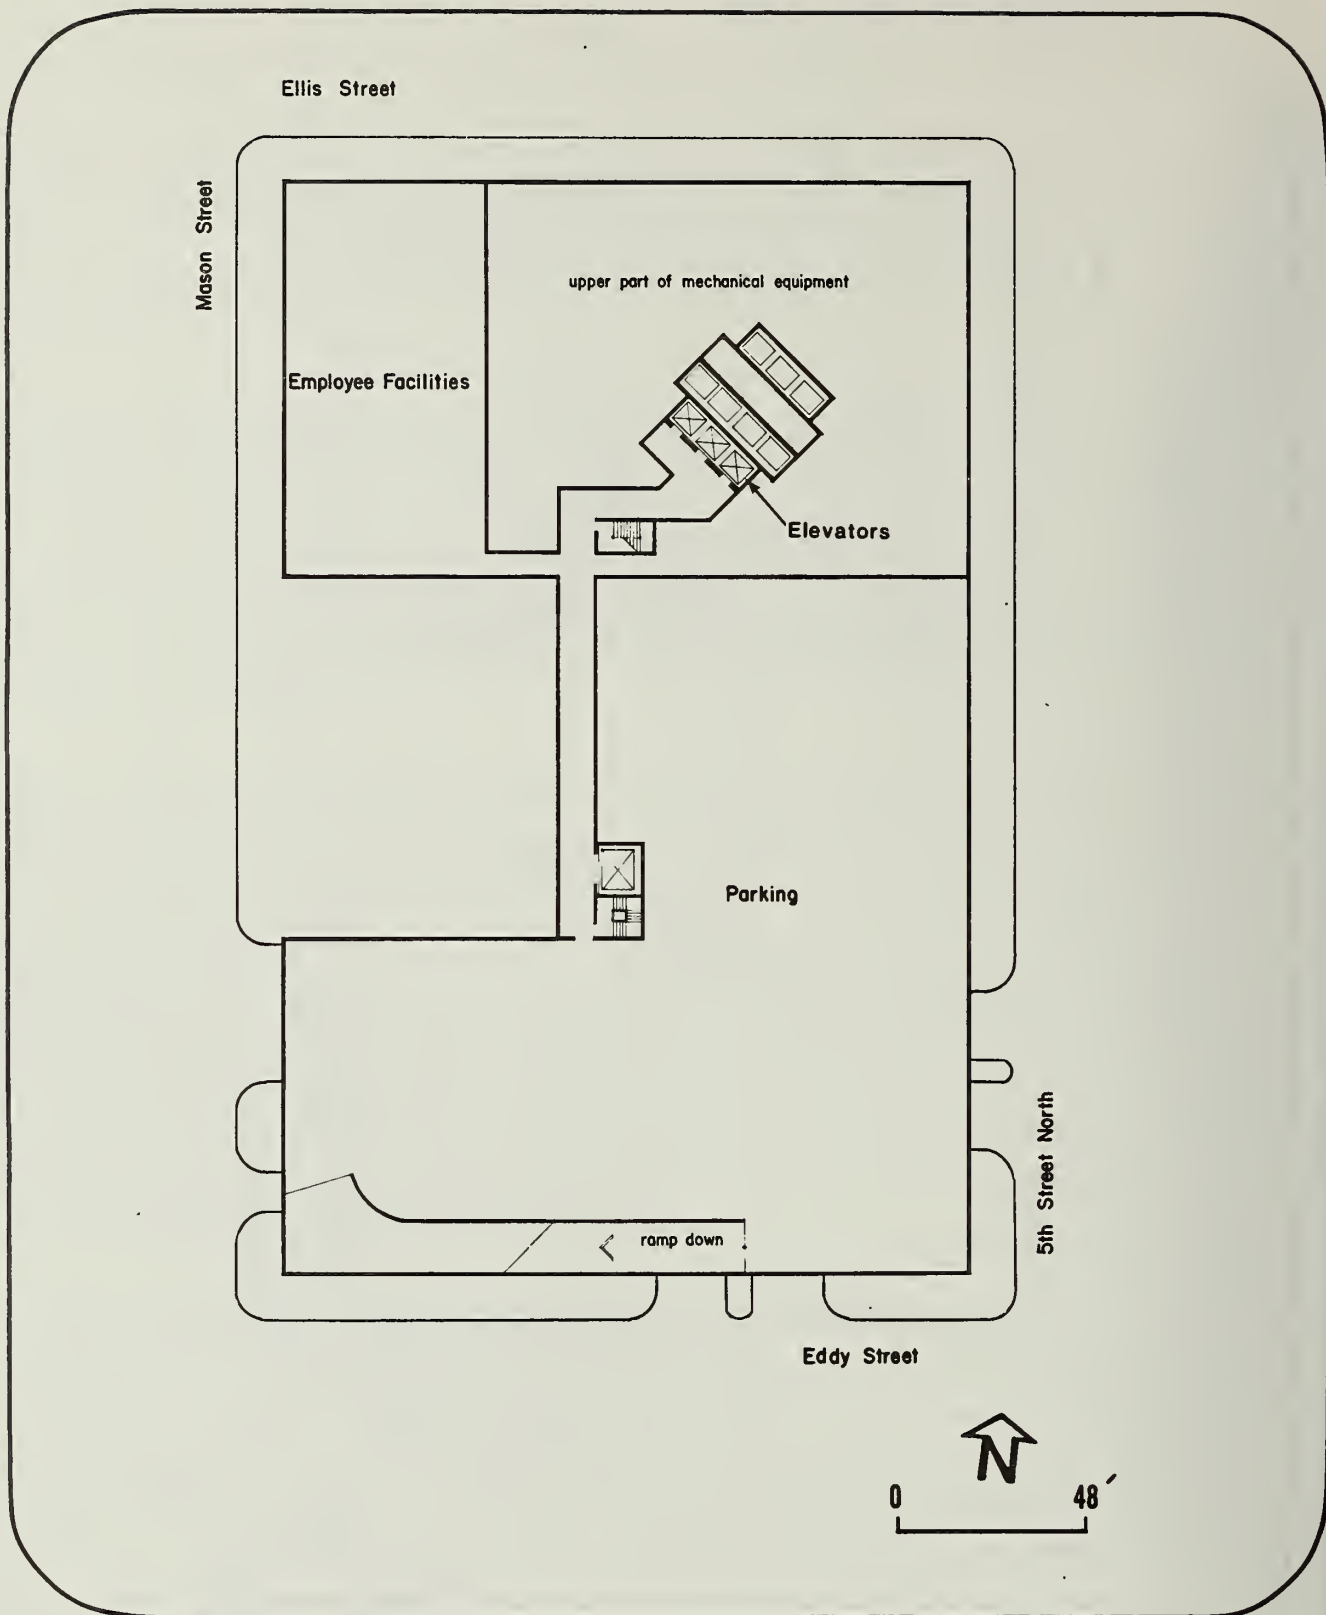 Ellis Street
Mason Street
upper part of mechanical equipment
Employee Facilities
Elevators
Parking
5th Street North
ramp down
Eddy Street
N
0 48′